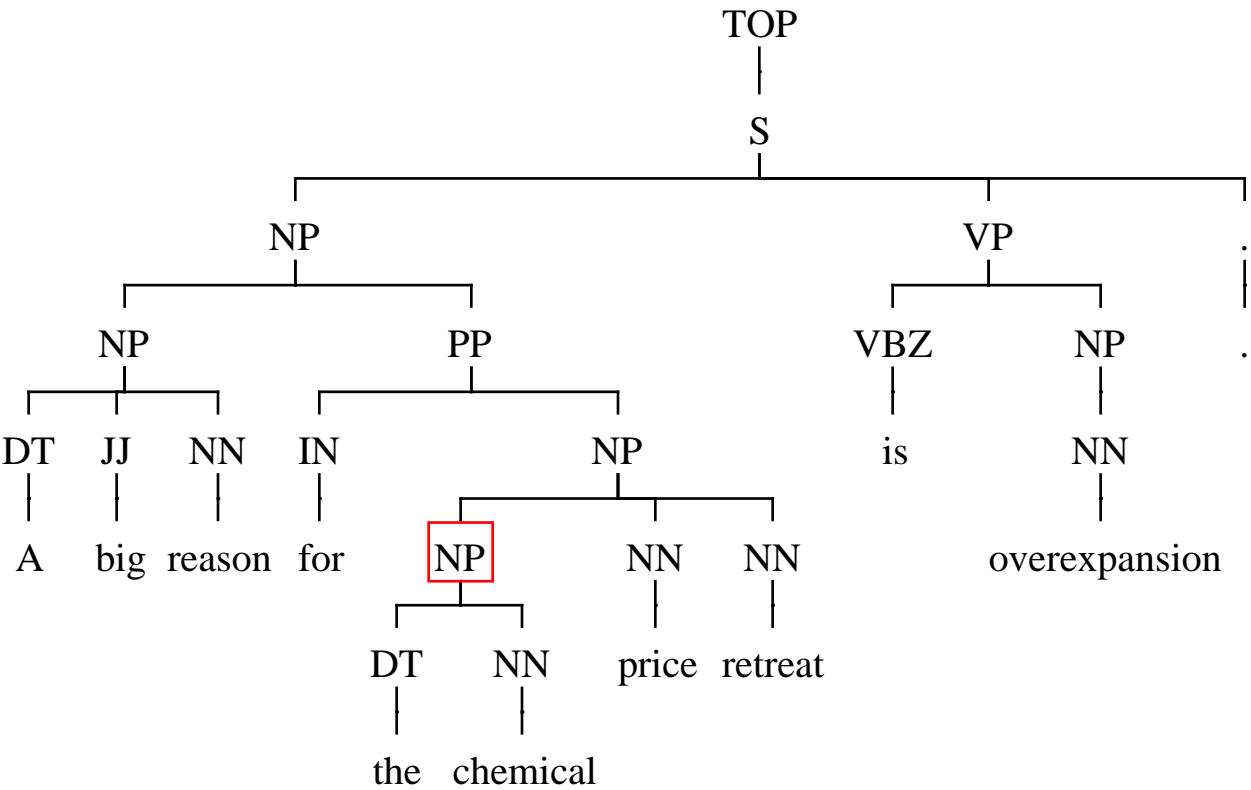 TOP
S
NP VP .
NP PP VBZ NP .
DT JJ NN IN NP is NN
A big reason for NP NN NN overexpansion
DT NN price retreat
the chemical